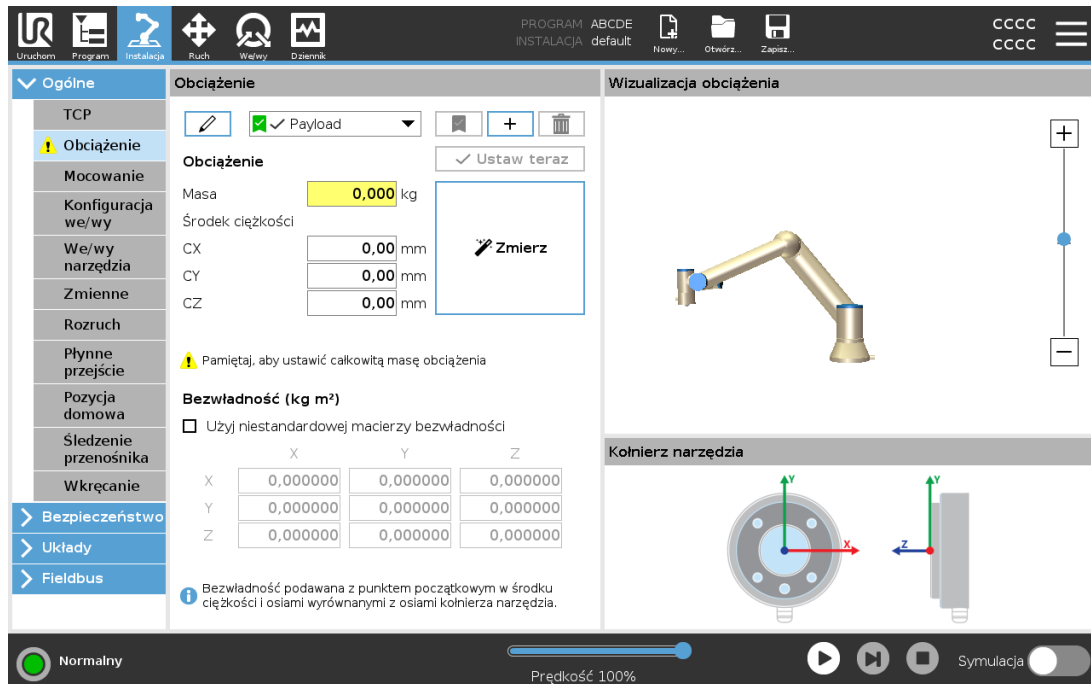 PROGRAM ABCDE
INSTALACJA default
CCCC
CCCC
Uruchom Program Instalacja Ruch We/wy Dziennik Nowy... Otwórz... Zapisz...
Ogólne
TCP
Obciążenie
Mocowanie
Konfiguracja
we/wy
We/wy
narzędzia
Zmienne
Rozruch
Płynne
przejście
Pozycja
domowa
Śledzenie
przenośnika
Wkręcanie
Bezpieczeństwo
Układy
Fieldbus
Obciążenie
Payload
Obciążenie
Ustaw teraz
Masa 0,000 kg
Środek ciężkości
CX 0,00 mm
CY 0,00 mm
CZ 0,00 mm
Zmierz
Pamiętaj, aby ustawić całkowitą masę obciążenia
Bezwładność (kg m²)
Użyj niestandardowej macierzy bezwładności
X Y Z
X 0,000000 0,000000 0,000000
Y 0,000000 0,000000 0,000000
Z 0,000000 0,000000 0,000000
Bezwładność podawana z punktem początkowym w środku
ciężkości i osiami wyrównanymi z osiami kołnierza narzędzia.
Wizualizacja obciążenia
Kołnierz narzędzia
Y
X
Y
Z
Normalny
Prędkość 100%
Symulacja